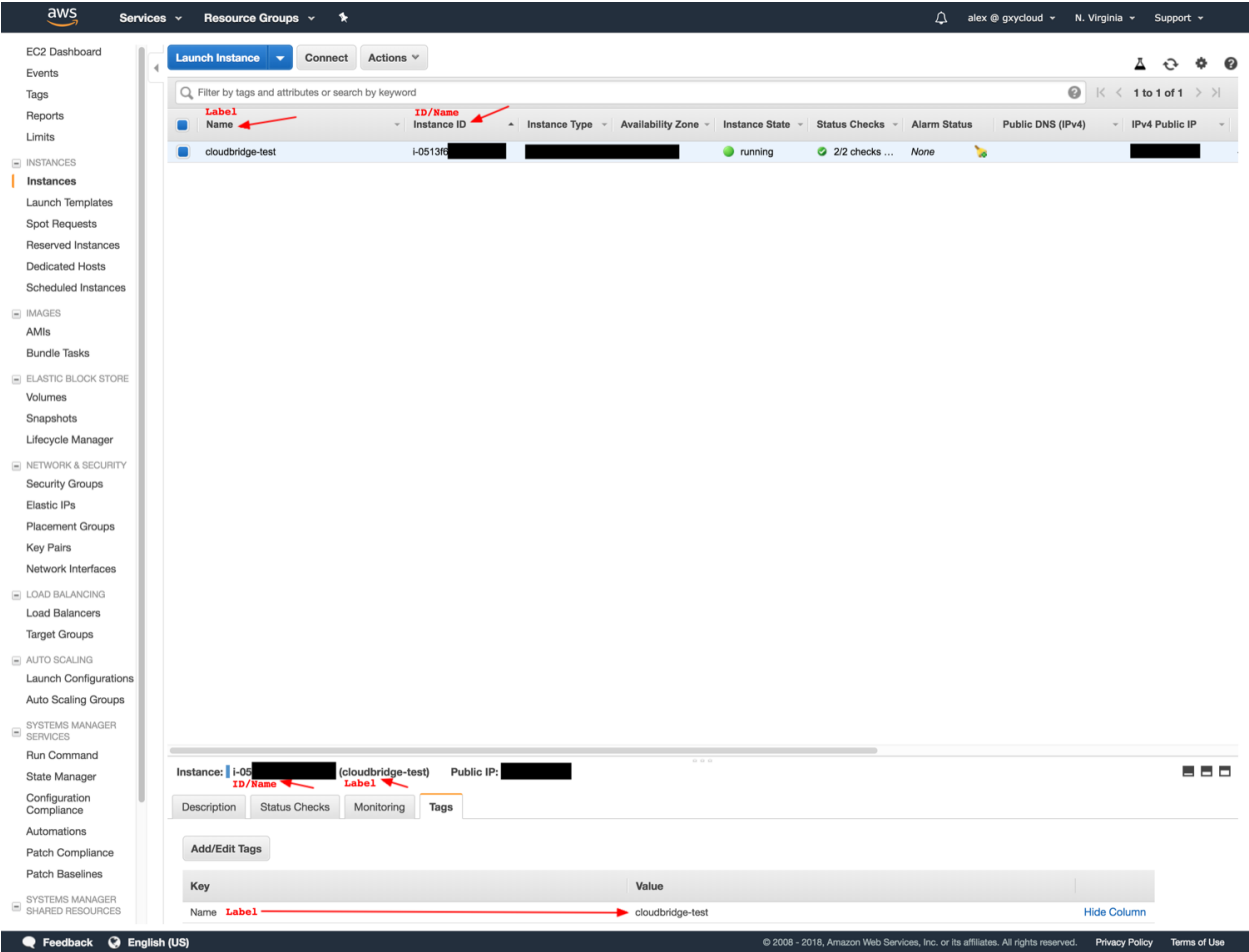 aws Services Resource Groups alex @ gxycloud N. Virginia Support
EC2 Dashboard
Events
Tags
Reports
Limits
INSTANCES
Instances
Launch Templates
Spot Requests
Reserved Instances
Dedicated Hosts
Scheduled Instances
IMAGES
AMIs
Bundle Tasks
ELASTIC BLOCK STORE
Volumes
Snapshots
Lifecycle Manager
NETWORK & SECURITY
Security Groups
Elastic IPs
Placement Groups
Key Pairs
Network Interfaces
LOAD BALANCING
Load Balancers
Target Groups
AUTO SCALING
Launch Configurations
Auto Scaling Groups
SYSTEMS MANAGER
SERVICES
Run Command
State Manager
Configuration
Compliance
Automations
Patch Compliance
Patch Baselines
SYSTEMS MANAGER
SHARED RESOURCES
Launch Instance Connect Actions
Filter by tags and attributes or search by keyword 1 to 1 of 1
Label ID/Name
Name Instance ID Instance Type Availability Zone Instance State Status Checks Alarm Status Public DNS (IPv4) IPv4 Public IP
cloudbridge-test i-0513f6 running 2/2 checks ... None
Instance: i-05 (cloudbridge-test) Public IP:
ID/Name Label
Description Status Checks Monitoring Tags
Add/Edit Tags
Key Value
Name Label cloudbridge-test Hide Column
Feedback English (US) © 2008 - 2018, Amazon Web Services, Inc. or its affiliates. All rights reserved. Privacy Policy Terms of Use